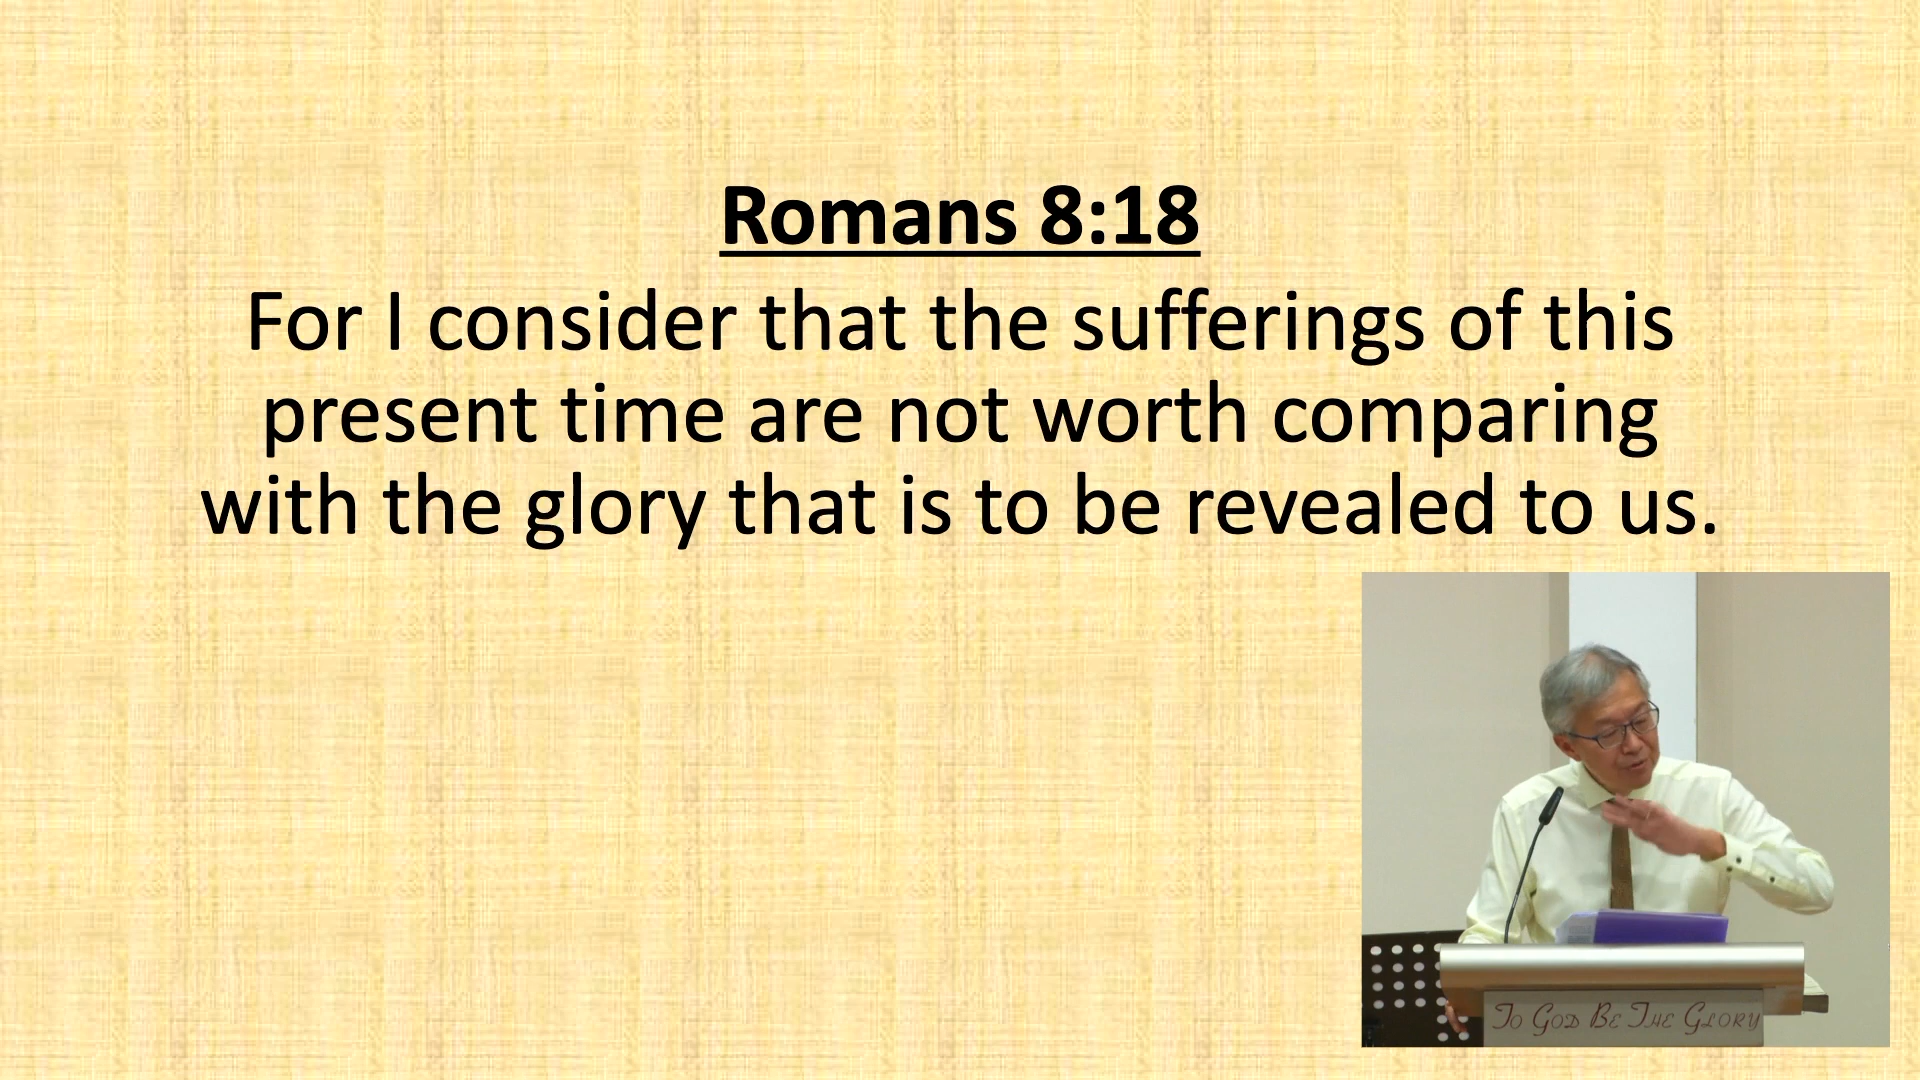 Romans 8:18
For I consider that the sufferings of this
present time are not worth comparing
with the glory that is to be revealed to us.
To God Be The Glory